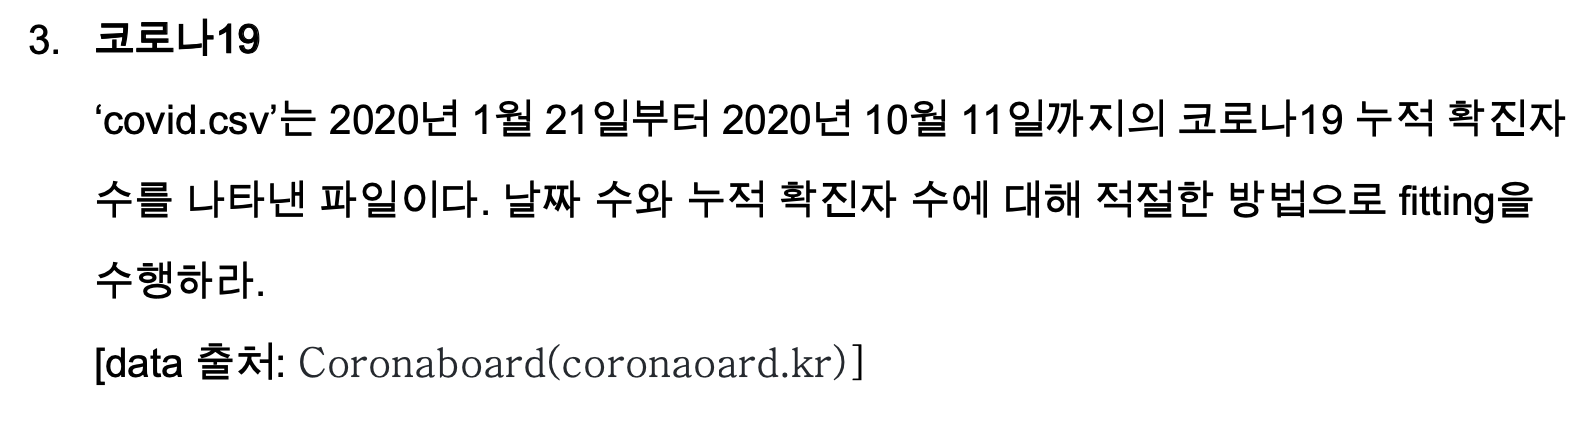 3. 코로나19
‘covid.csv’는 2020년 1월 21일부터 2020년 10월 11일까지의 코로나19 누적 확진자
수를 나타낸 파일이다. 날짜 수와 누적 확진자 수에 대해 적절한 방법으로 fitting을
수행하라.
[data 출처: Coronaboard(coronaoard.kr)]